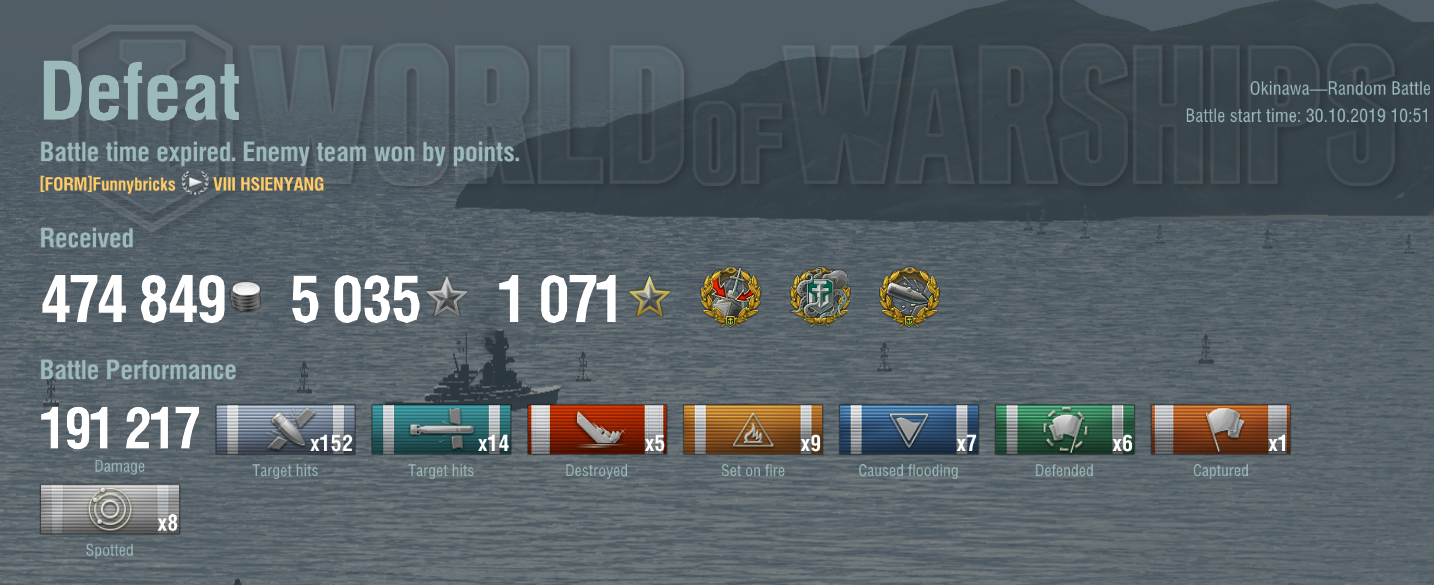 WORLD OF WARSHIPS
Defeat
Okinawa—Random Battle
Battle start time: 30.10.2019 10:51
Battle time expired. Enemy team won by points.
[FORM]Funnybricks VIII HSIENYANG
Received
474 849 5 035 1 071
Battle Performance
191 217 x152 x14 x5 x9 x7 x6 x1
Damage Target hits Target hits Destroyed Set on fire Caused flooding Defended Captured
x8
Spotted